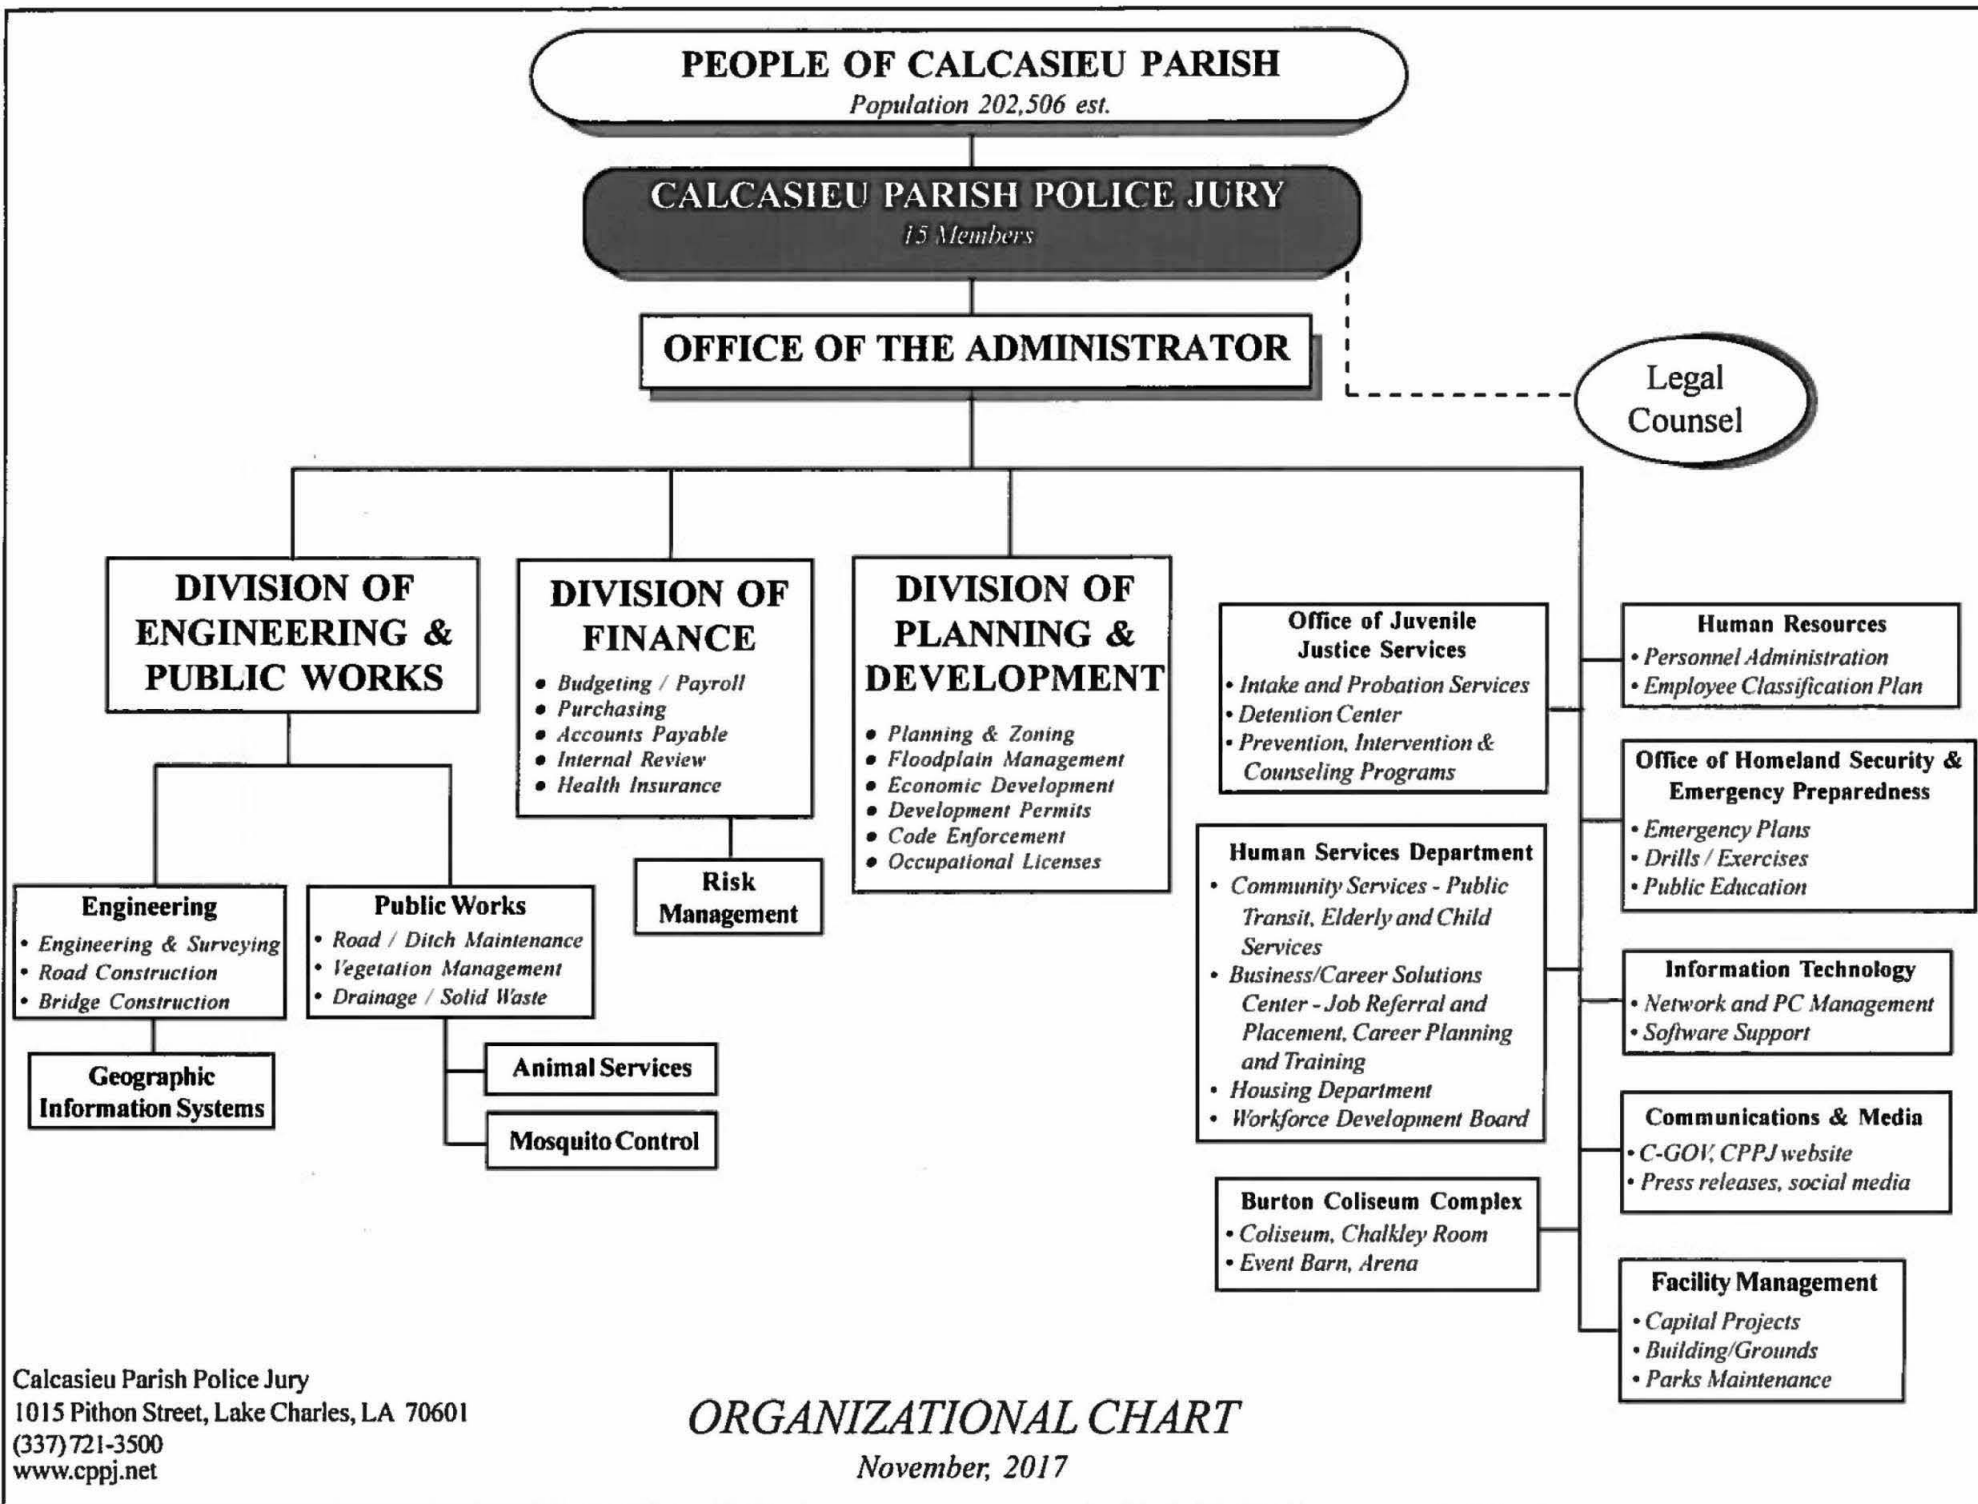 PEOPLE OF CALCASIEU PARISH
Population 202,506 est.
CALCASIEU PARISH POLICE JURY
15 Members
OFFICE OF THE ADMINISTRATOR
Legal
Counsel
DIVISION OF
ENGINEERING &
PUBLIC WORKS
Engineering
• Engineering & Surveying
• Road Construction
• Bridge Construction
Geographic
Information Systems
Public Works
• Road / Ditch Maintenance
• Vegetation Management
• Drainage / Solid Waste
Animal Services
Mosquito Control
DIVISION OF
FINANCE
• Budgeting / Payroll
• Purchasing
• Accounts Payable
• Internal Review
• Health Insurance
Risk
Management
DIVISION OF
PLANNING &
DEVELOPMENT
• Planning & Zoning
• Floodplain Management
• Economic Development
• Development Permits
• Code Enforcement
• Occupational Licenses
Office of Juvenile
Justice Services
• Intake and Probation Services
• Detention Center
• Prevention, Intervention &
Counseling Programs
Human Services Department
• Community Services - Public
Transit, Elderly and Child
Services
• Business/Career Solutions
Center - Job Referral and
Placement, Career Planning
and Training
• Housing Department
• Workforce Development Board
Burton Coliseum Complex
• Coliseum, Chalkley Room
• Event Barn, Arena
Human Resources
• Personnel Administration
• Employee Classification Plan
Office of Homeland Security &
Emergency Preparedness
• Emergency Plans
• Drills / Exercises
• Public Education
Information Technology
• Network and PC Management
• Software Support
Communications & Media
• C-GOV, CPPJ website
• Press releases, social media
Facility Management
• Capital Projects
• Building/Grounds
• Parks Maintenance
Calcasieu Parish Police Jury
1015 Pithon Street, Lake Charles, LA 70601
(337) 721-3500
www.cppj.net
ORGANIZATIONAL CHART
November, 2017